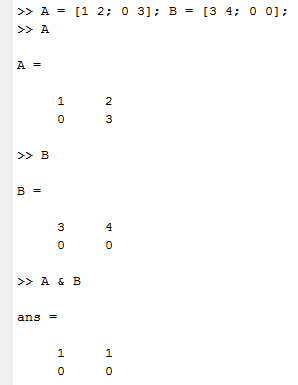 >> A = [1 2; 0 3]; B = [3 4; 0 0];
>> A
A =
1 2
0 3
>> B
B =
3 4
0 0
>> A & B
ans =
1 1
0 0